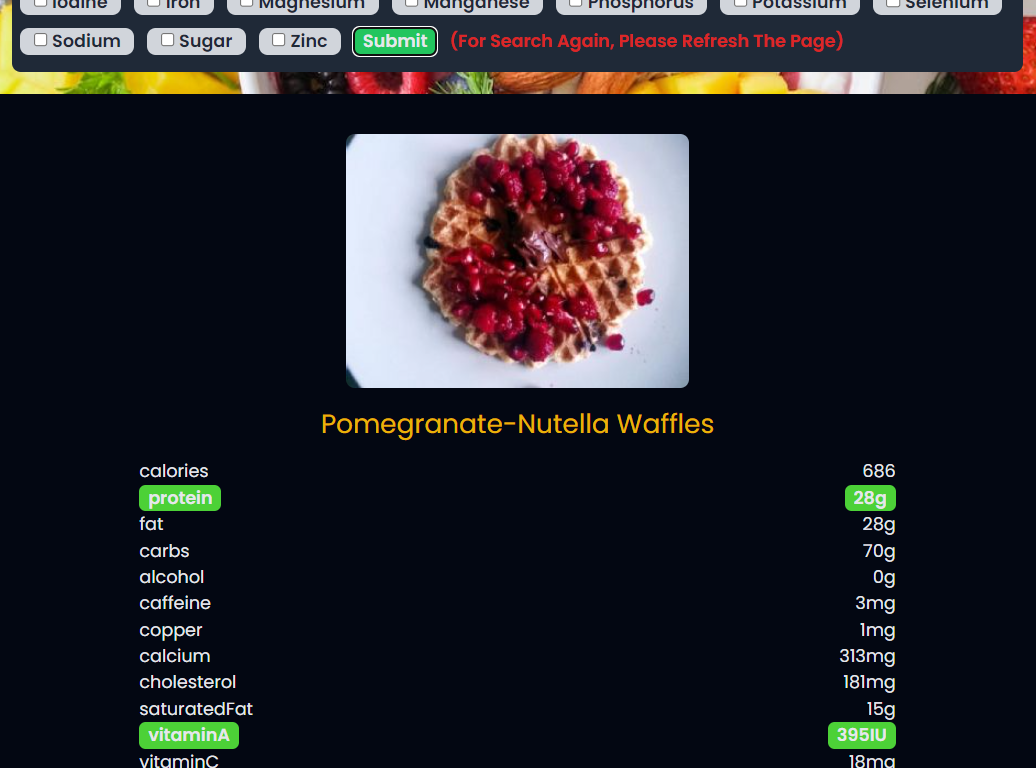 Iodine Iron Magnesium Manganese Phosphorus Potassium Selenium
Sodium Sugar Zinc Submit (For Search Again, Please Refresh The Page)
Pomegranate-Nutella Waffles
calories 686
protein 28g
fat 28g
carbs 70g
alcohol 0g
caffeine 3mg
copper 1mg
calcium 313mg
cholesterol 181mg
saturatedFat 15g
vitaminA 395IU
vitaminC 18mg